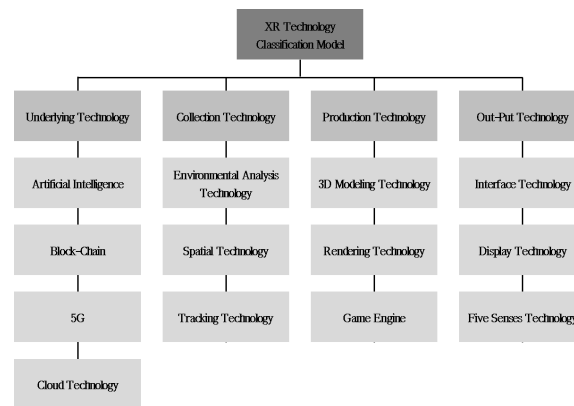 XR Technology
Classification Model
Underlying Technology
Collection Technology
Production Technology
Out-Put Technology
Artificial Intelligence
Environmental Analysis
Technology
3D Modeling Technology
Interface Technology
Block-Chain
Spatial Technology
Rendering Technology
Display Technology
5G
Tracking Technology
Game Engine
Five Senses Technology
Cloud Technology